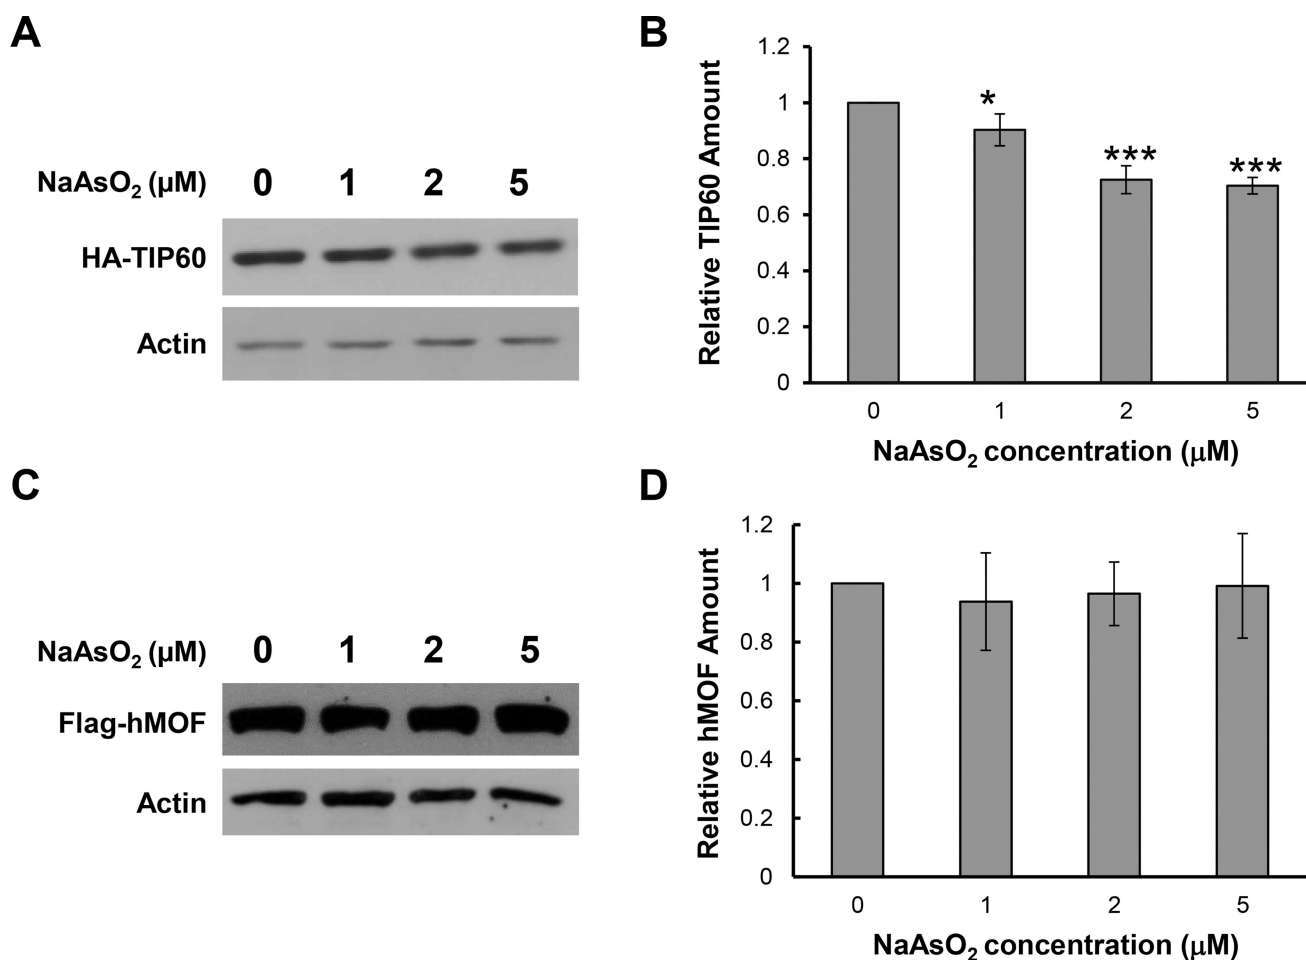 A
NaAsO₂ (µM) 0 1 2 5
HA-TIP60
Actin
B
Relative TIP60 Amount
1.2
1
0.8
0.6
0.4
0.2
0
*
***
***
0 1 2 5
NaAsO₂ concentration (µM)
C
NaAsO₂ (µM) 0 1 2 5
Flag-hMOF
Actin
D
Relative hMOF Amount
1.2
1
0.8
0.6
0.4
0.2
0
0 1 2 5
NaAsO₂ concentration (µM)